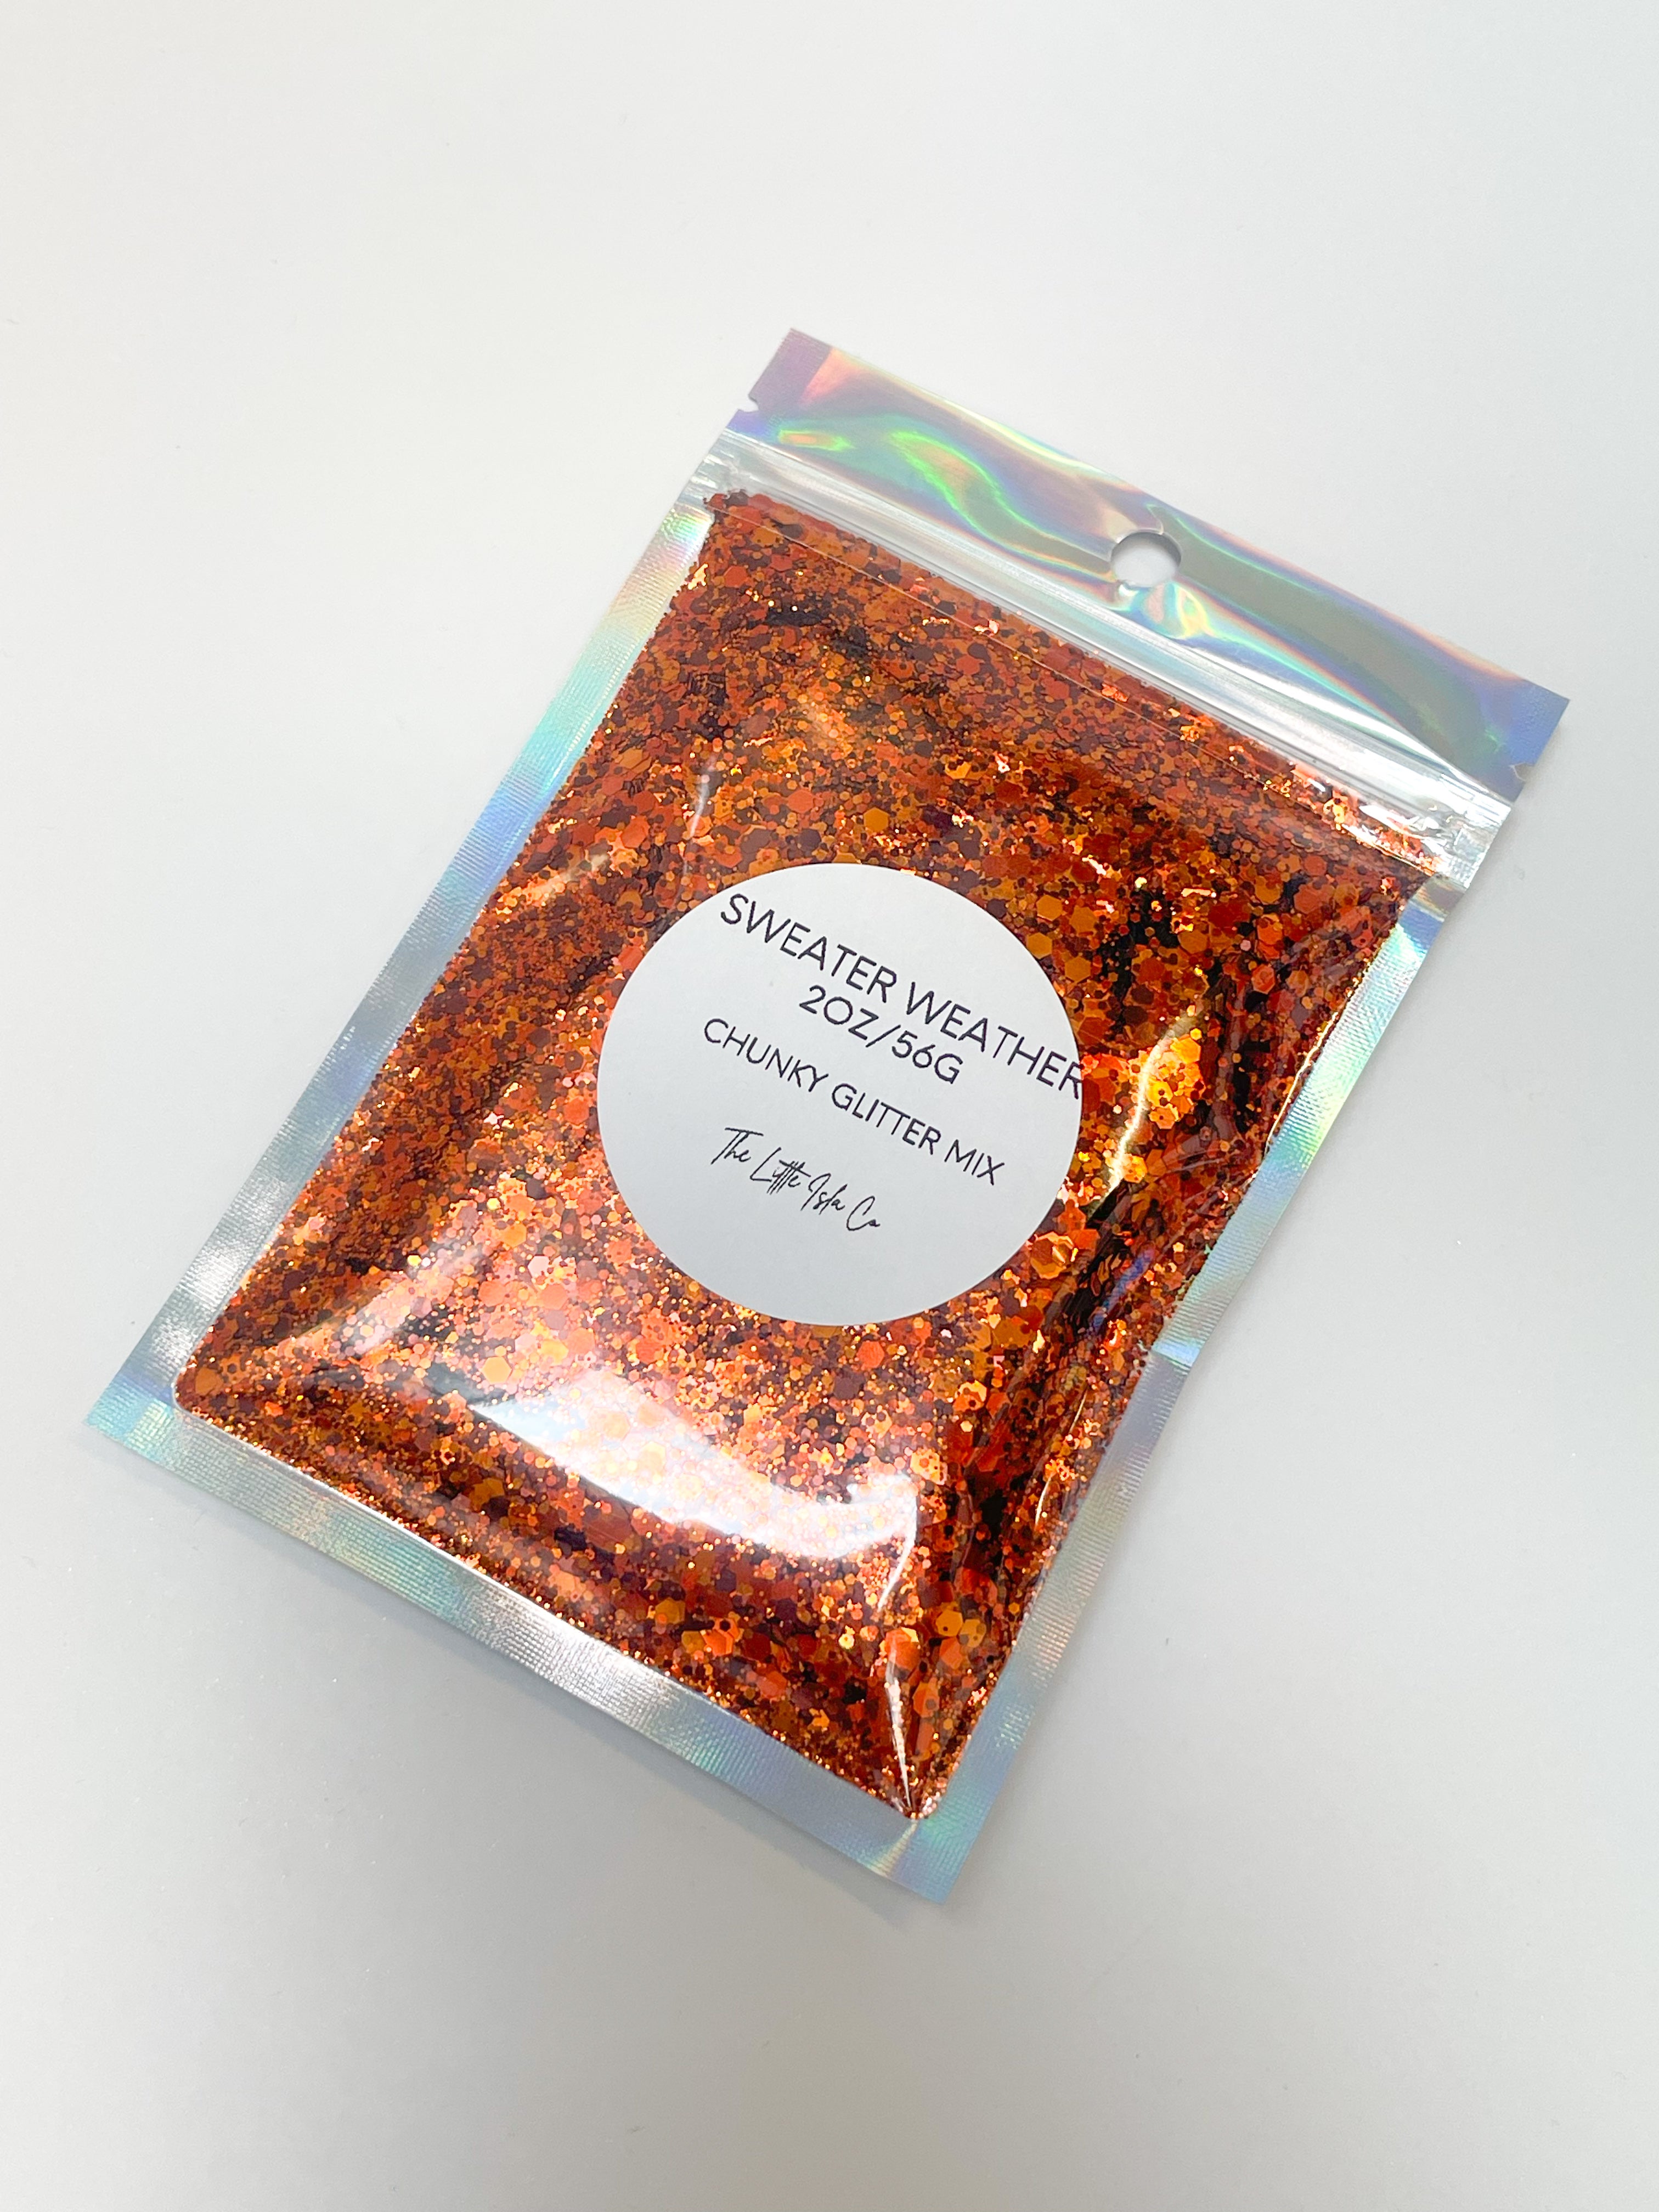 SWEATER WEATHER
2OZ/56G
CHUNKY GLITTER MIX
The Little Isla Co